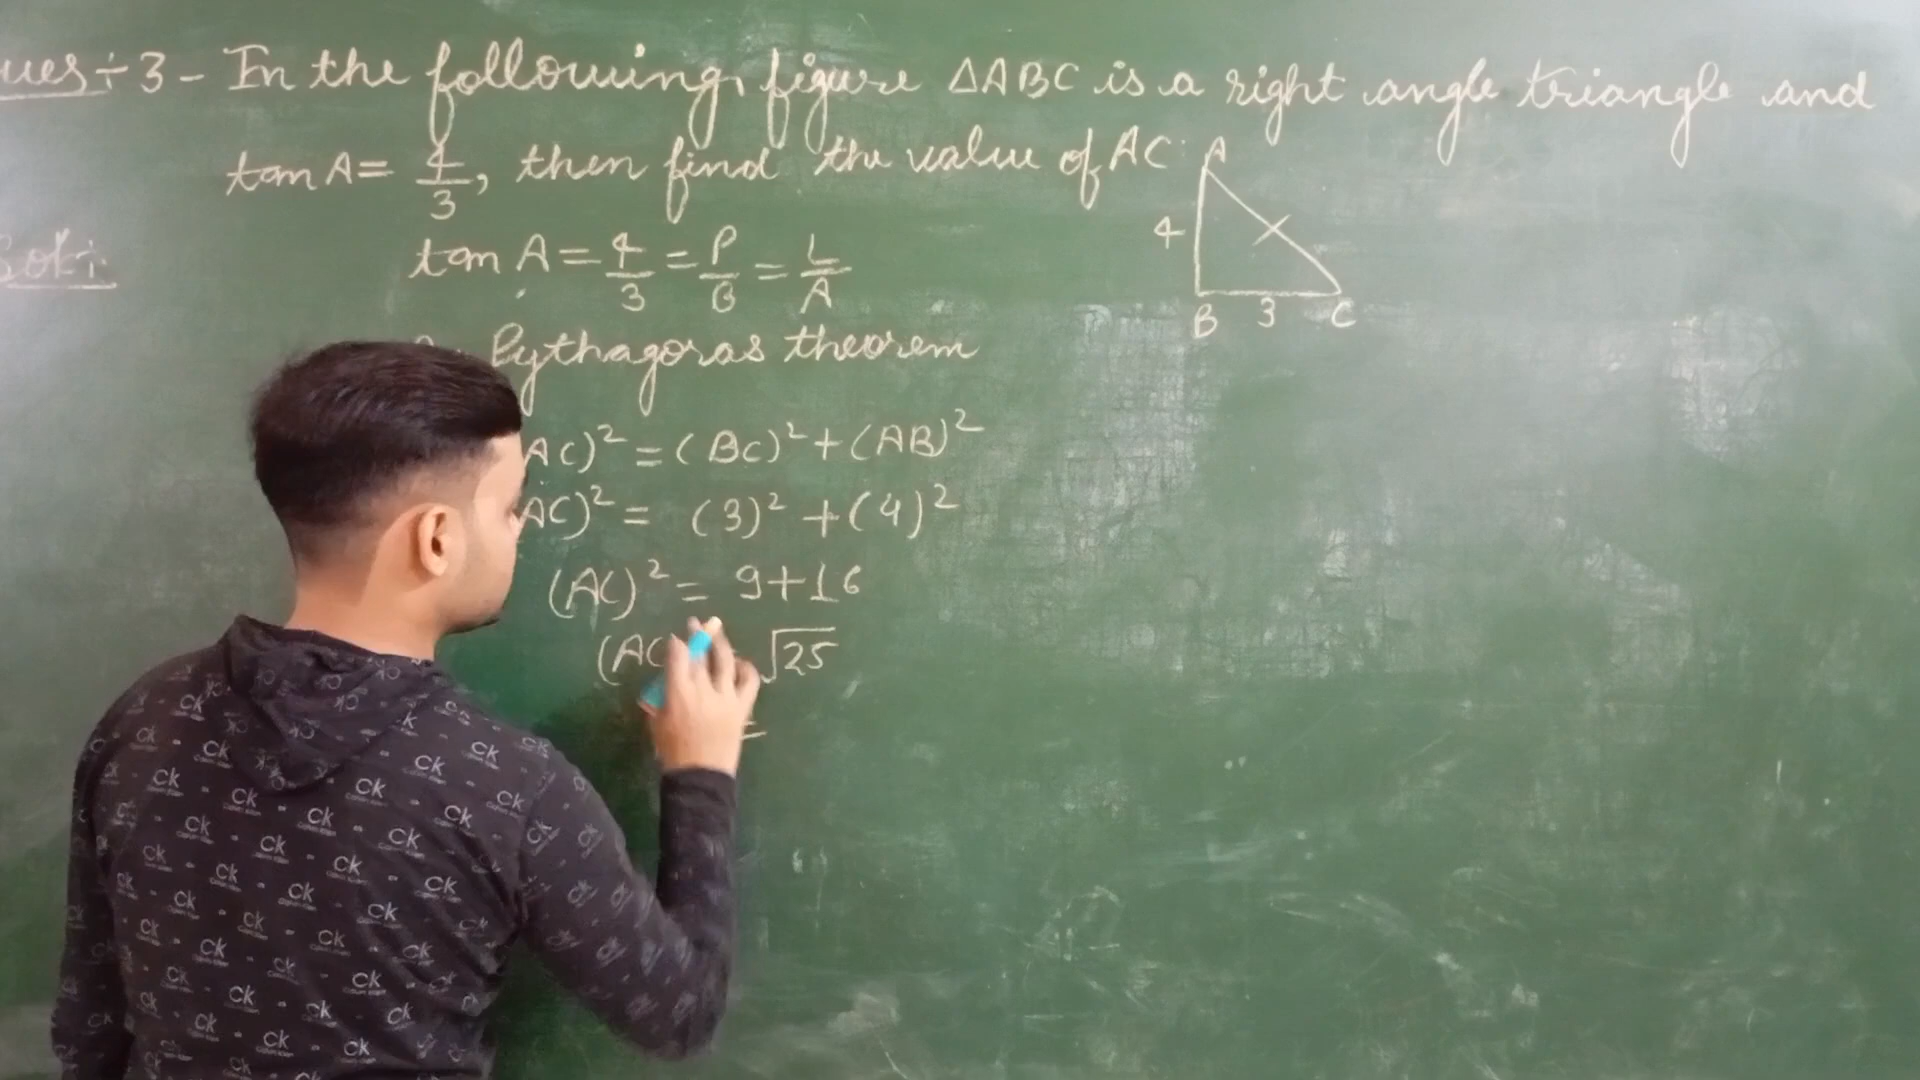 ues÷3- In the following, figure ΔABC is a right angle triangle and
tan A= 4/3, then find the value of AC.
A
4
B 3 C
Sol÷
tan A = 4/3 = P/B = L/A
Pythagoras theorem
AC)² = (BC)² + (AB)²
AC)² = (3)² + (4)²
(AC)² = 9+16
(AC √25
=
ck